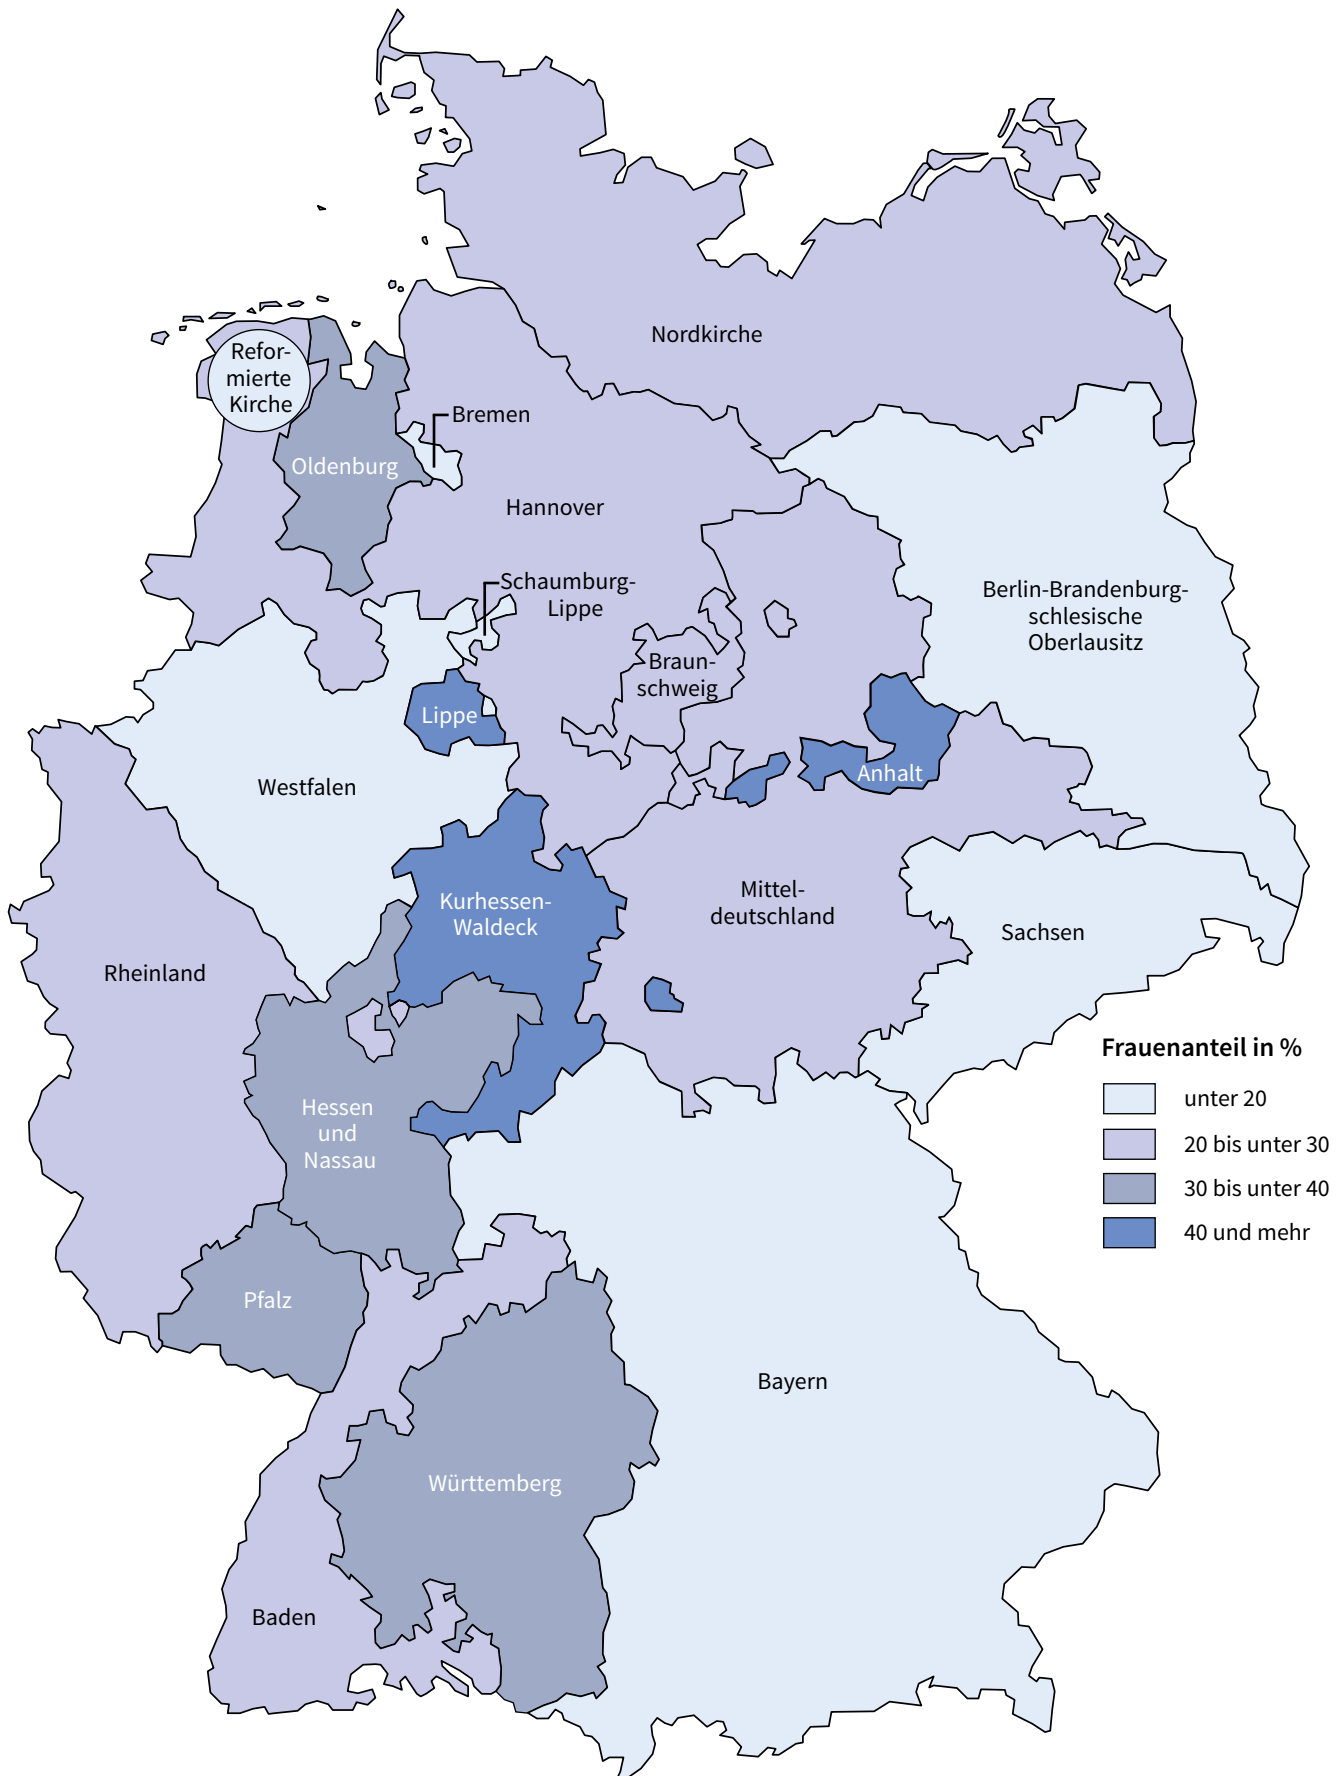 Nordkirche
Refor-
mierte
Kirche
Bremen
Oldenburg
Hannover
Schaumburg-
Lippe
Berlin-Brandenburg-
schlesische
Oberlausitz
Braun-
schweig
Lippe
Anhalt
Westfalen
Kurhessen-
Waldeck
Mittel-
deutschland
Sachsen
Rheinland
Frauenanteil in %
unter 20
20 bis unter 30
30 bis unter 40
40 und mehr
Hessen
und
Nassau
Pfalz
Bayern
Württemberg
Baden